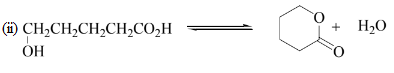 (ii) CH₂CH₂CH₂CH₂CO₂H ⇌ O + H₂O
OH O